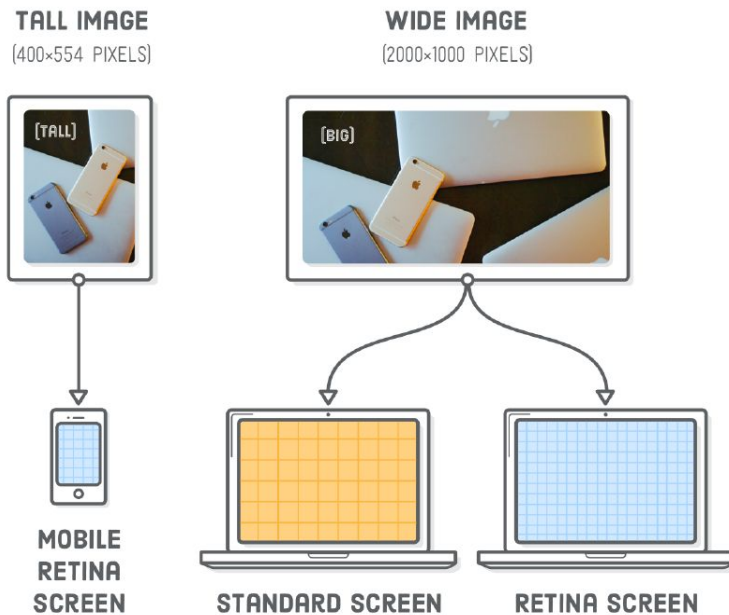 TALL IMAGE
(400×554 PIXELS)
WIDE IMAGE
(2000×1000 PIXELS)
[TALL]
[BIG]
MOBILE
RETINA
SCREEN
STANDARD SCREEN
RETINA SCREEN